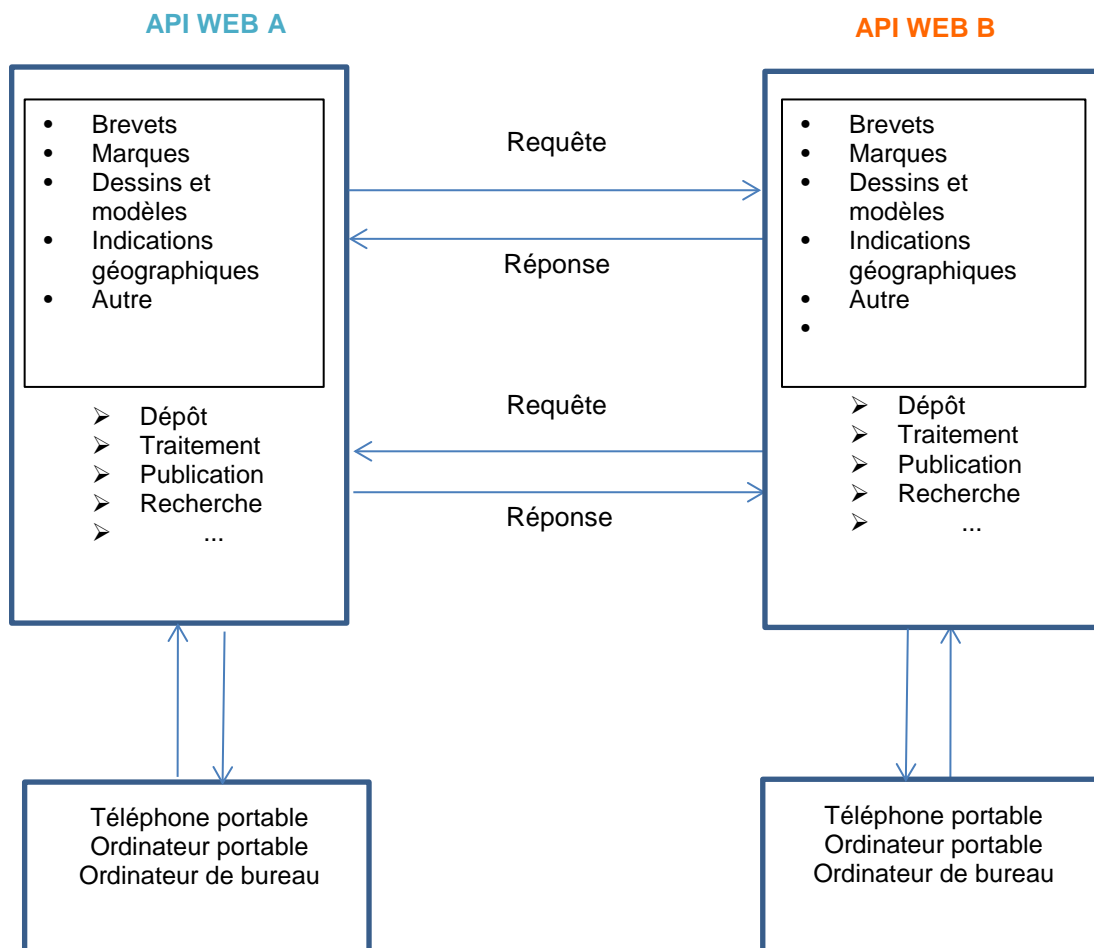 API WEB A
API WEB B
• Brevets
• Marques
• Dessins et
modèles
• Indications
géographiques
• Autre
➢ Dépôt
➢ Traitement
➢ Publication
➢ Recherche
➢ ...
Requête
Réponse
Requête
Réponse
• Brevets
• Marques
• Dessins et
modèles
• Indications
géographiques
• Autre
•
➢ Dépôt
➢ Traitement
➢ Publication
➢ Recherche
➢ ...
Téléphone portable
Ordinateur portable
Ordinateur de bureau
Téléphone portable
Ordinateur portable
Ordinateur de bureau